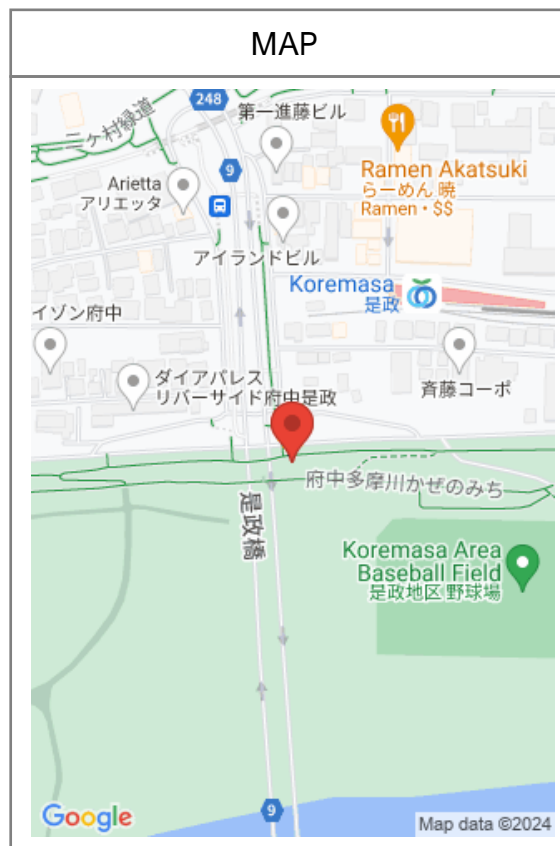 MAP
248
第一進藤ビル
三ヶ村緑道
9
Ramen Akatsuki
らーめん 暁
Ramen・$$
Arietta
アリエッタ
アイランドビル
Koremasa
是政
イゾン府中
ダイアパレス
リバーサイド府中是政
斉藤コーポ
府中多摩川かぜのみち
是政橋
Koremasa Area
Baseball Field
是政地区 野球場
9
Google
Map data ©2024